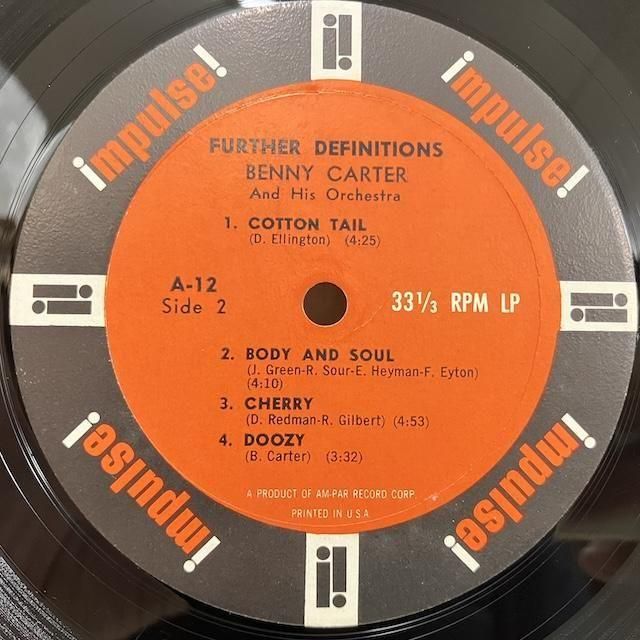 impulse!
impulse!
FURTHER DEFINITIONS
BENNY CARTER
And His Orchestra
1. COTTON TAIL
(D. Ellington) (4:25)
A-12
Side 2
33⅓ RPM LP
2. BODY AND SOUL
(J. Green-R. Sour-E. Heyman-F. Eyton)
(4:10)
3. CHERRY
(D. Redman-R. Gilbert) (4:53)
4. DOOZY
(B. Carter) (3:32)
A PRODUCT OF AM-PAR RECORD CORP.
PRINTED IN U.S.A.
impulse!
impulse!
i!
i!
i!
i!